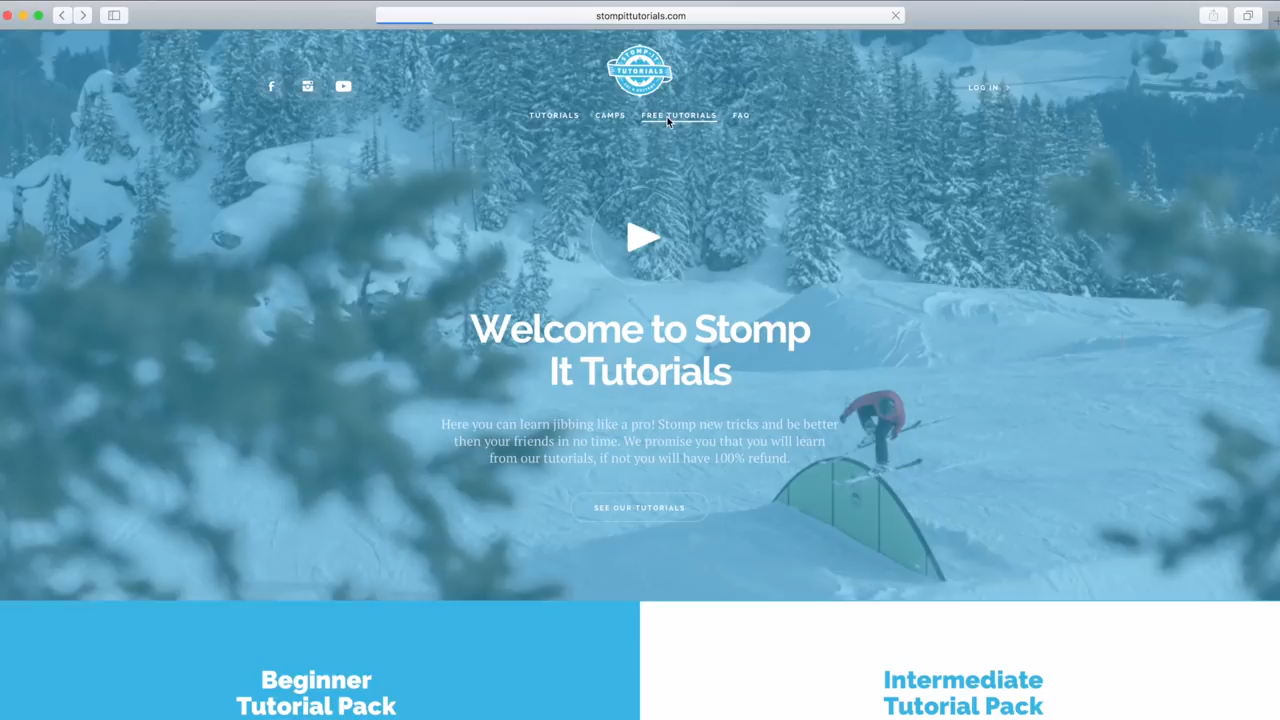 stompittutorials.com
STOMP IT
TUTORIALS
LOG IN
TUTORIALS CAMPS FREE TUTORIALS FAQ
Welcome to Stomp
It Tutorials
Here you can learn jibbing like a pro! Stomp new tricks and be better
then your friends in no time. We promise you that you will learn
from our tutorials, if not you will have 100% refund.
SEE OUR TUTORIALS
Beginner
Tutorial Pack
Intermediate
Tutorial Pack